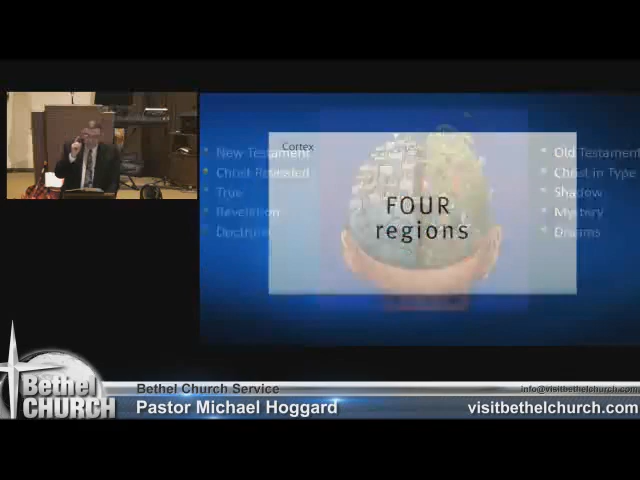 Cortex
FOUR
regions
New Testament
Christ Revealed
True
Revelation
Doctrine
Old Testament
Christ in Type
Shadow
Mystery
Dreams
Bethel
CHURCH
Bethel Church Service
info@visitbethelchurch.com
Pastor Michael Hoggard
visitbethelchurch.com